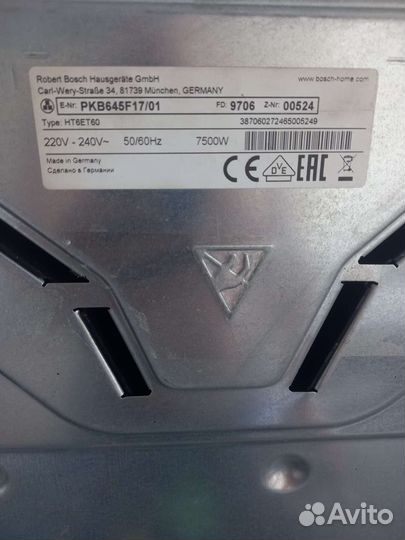 Robert Bosch Hausgeräte GmbH
www.bosch-home.com
Carl-Wery-Straße 34, 81739 München, GERMANY
E-Nr: PKB645F17/01 FD: 9706 Z-Nr: 00524
Type: HT6ET60 387060272465005249
220V - 240V~ 50/60Hz 7500W
Made in Germany
Сделано в Германии
CE DVE EAC
Avito